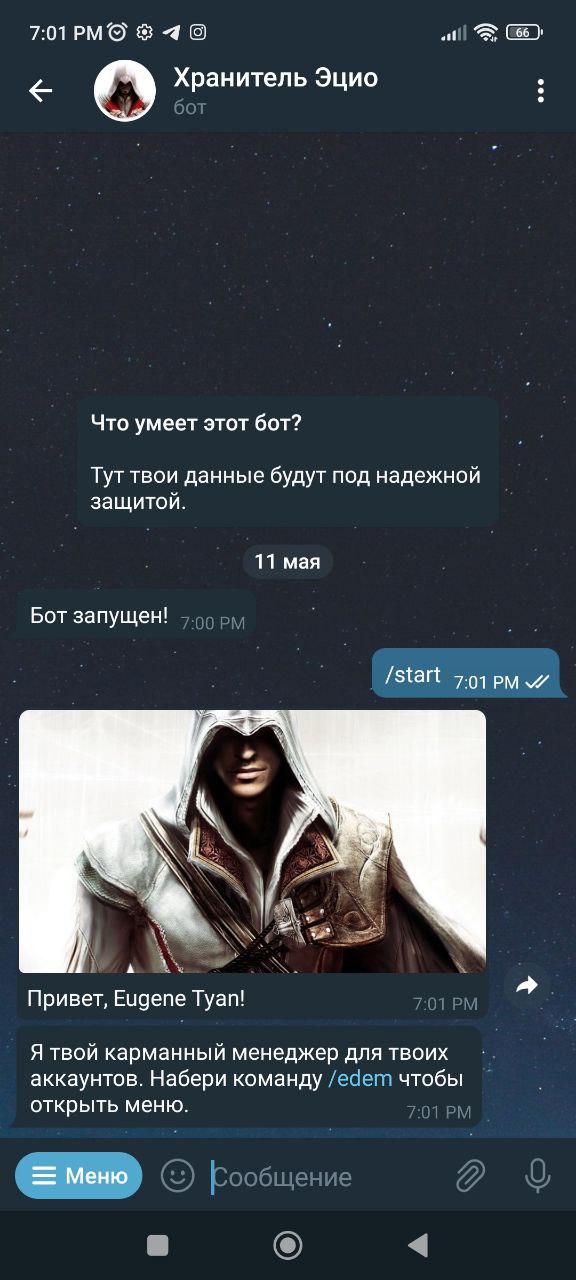 7:01 PM
66
Хранитель Эцио
бот
Что умеет этот бот?
Тут твои данные будут под надежной
защитой.
11 мая
Бот запущен! 7:00 PM
/start 7:01 PM
Привет, Eugene Tyan! 7:01 PM
Я твой карманный менеджер для твоих
аккаунтов. Набери команду /edem чтобы
открыть меню. 7:01 PM
Меню Сообщение